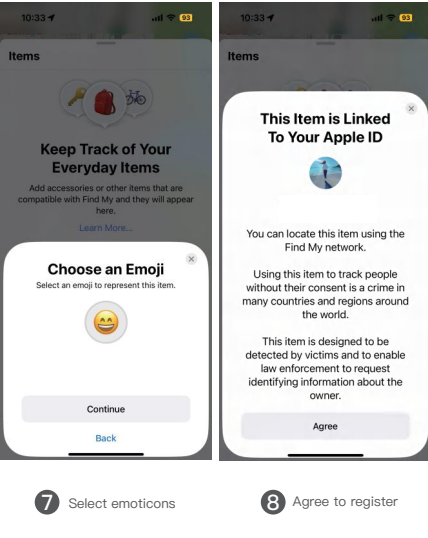 10:33
93
Items
Keep Track of Your
Everyday Items
Add accessories or other items that are
compatible with Find My and they will appear
here.
Learn More...
Choose an Emoji
Select an emoji to represent this item.
Continue
Back
7 Select emoticons
10:33
93
Items
This Item is Linked
To Your Apple ID
You can locate this item using the
Find My network.
Using this item to track people
without their consent is a crime in
many countries and regions around
the world.
This item is designed to be
detected by victims and to enable
law enforcement to request
identifying information about the
owner.
Agree
8 Agree to register